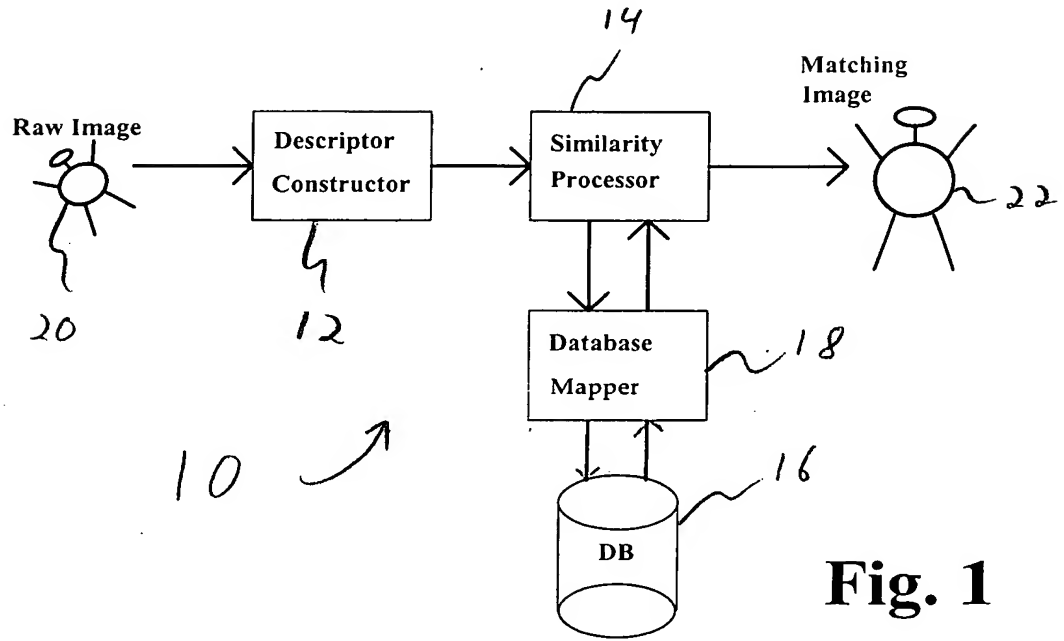 14
Matching
Image
Raw Image
Descriptor
Constructor
Similarity
Processor
22
20
12
Database
Mapper
18
10
16
DB
Fig. 1